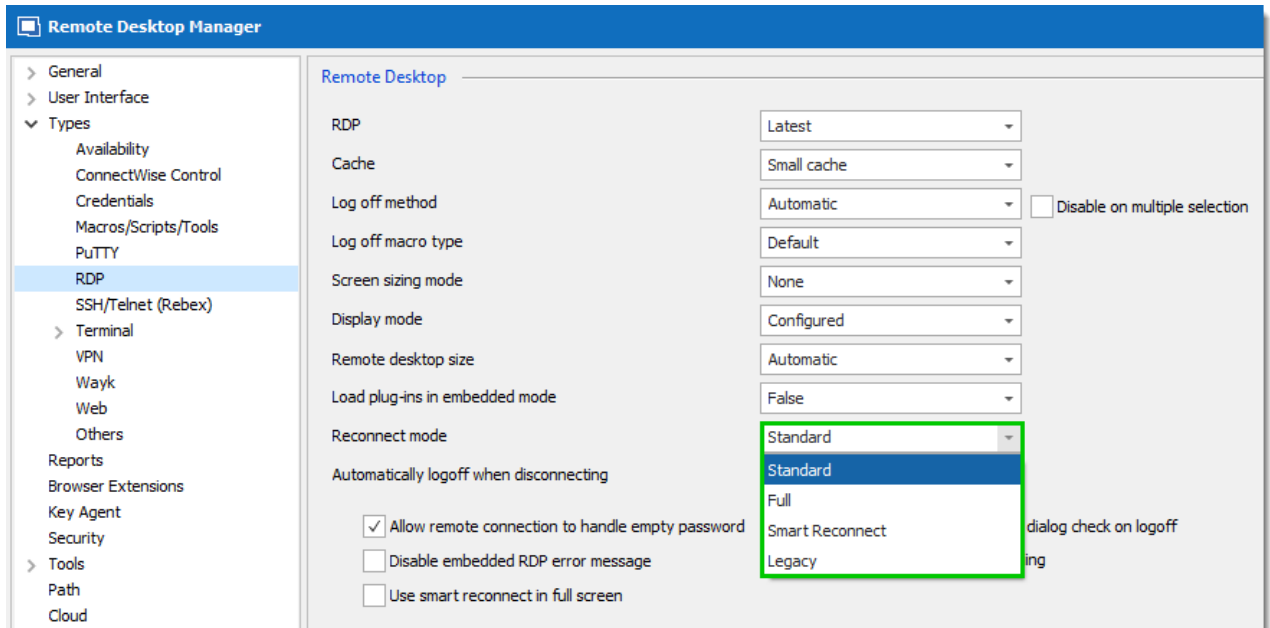 Remote Desktop Manager
General
User Interface
Types
Availability
ConnectWise Control
Credentials
Macros/Scripts/Tools
PuTTY
RDP
SSH/Telnet (Rebex)
Terminal
VPN
Wayk
Web
Others
Reports
Browser Extensions
Key Agent
Security
Tools
Path
Cloud
Remote Desktop
RDP Latest
Cache Small cache
Log off method Automatic Disable on multiple selection
Log off macro type Default
Screen sizing mode None
Display mode Configured
Remote desktop size Automatic
Load plug-ins in embedded mode False
Reconnect mode Standard
Automatically logoff when disconnecting Standard
Full
Allow remote connection to handle empty password Smart Reconnect dialog check on logoff
Disable embedded RDP error message Legacy ing
Use smart reconnect in full screen